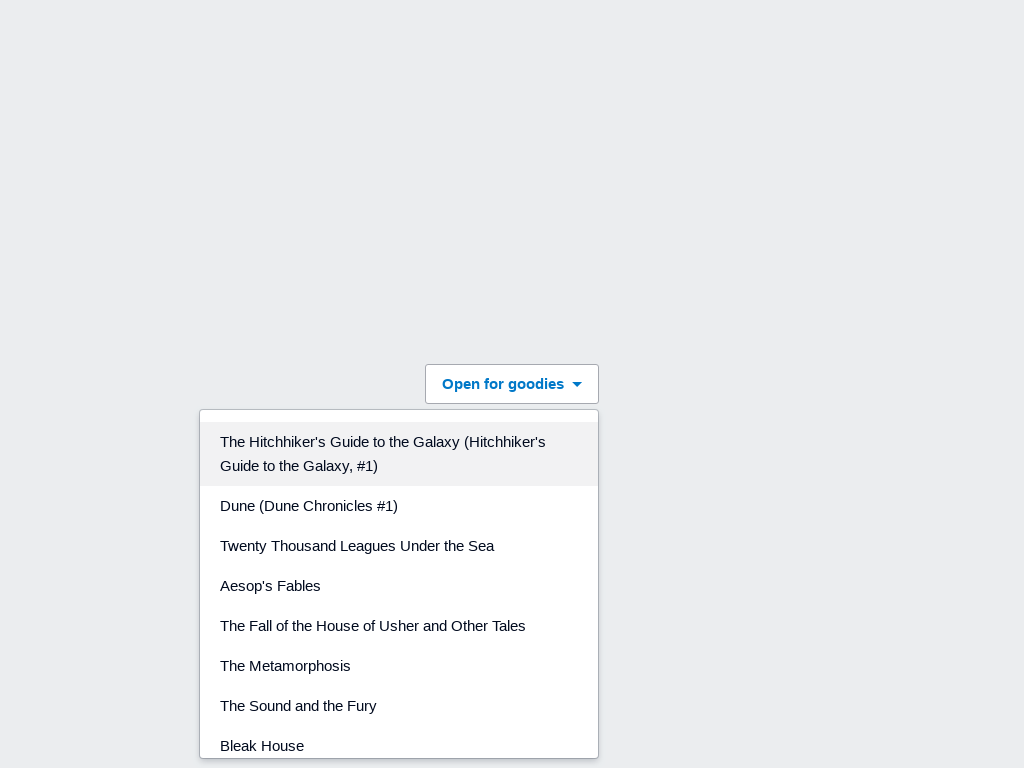 Open for goodies
The Hitchhiker's Guide to the Galaxy (Hitchhiker's
Guide to the Galaxy, #1)
Dune (Dune Chronicles #1)
Twenty Thousand Leagues Under the Sea
Aesop's Fables
The Fall of the House of Usher and Other Tales
The Metamorphosis
The Sound and the Fury
Bleak House